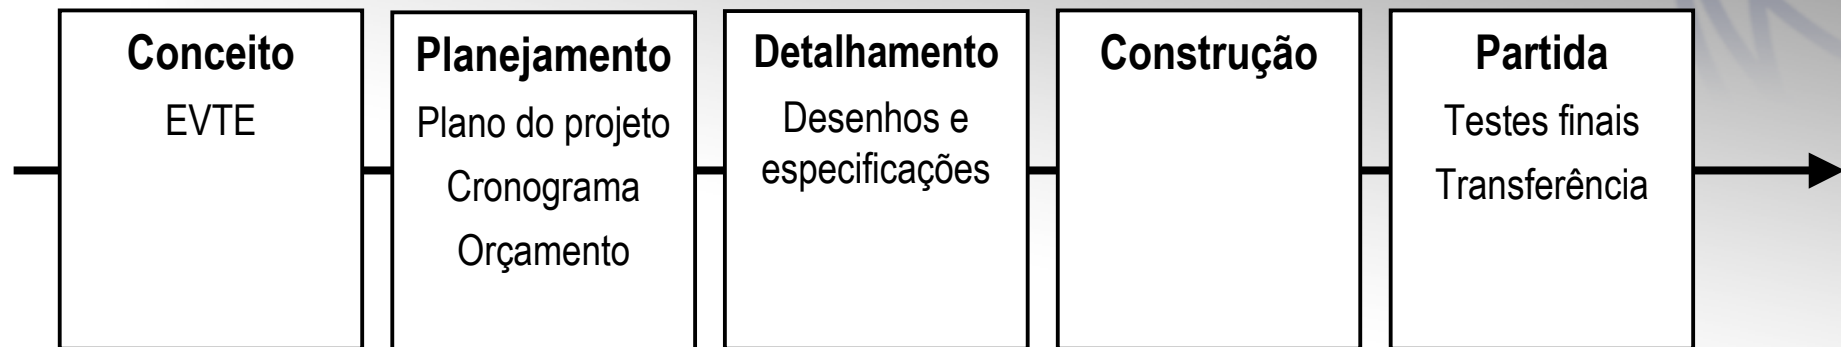 Conceito
EVTE
Planejamento
Plano do projeto
Cronograma
Orçamento
Detalhamento
Desenhos e
especificações
Construção
Partida
Testes finais
Transferência